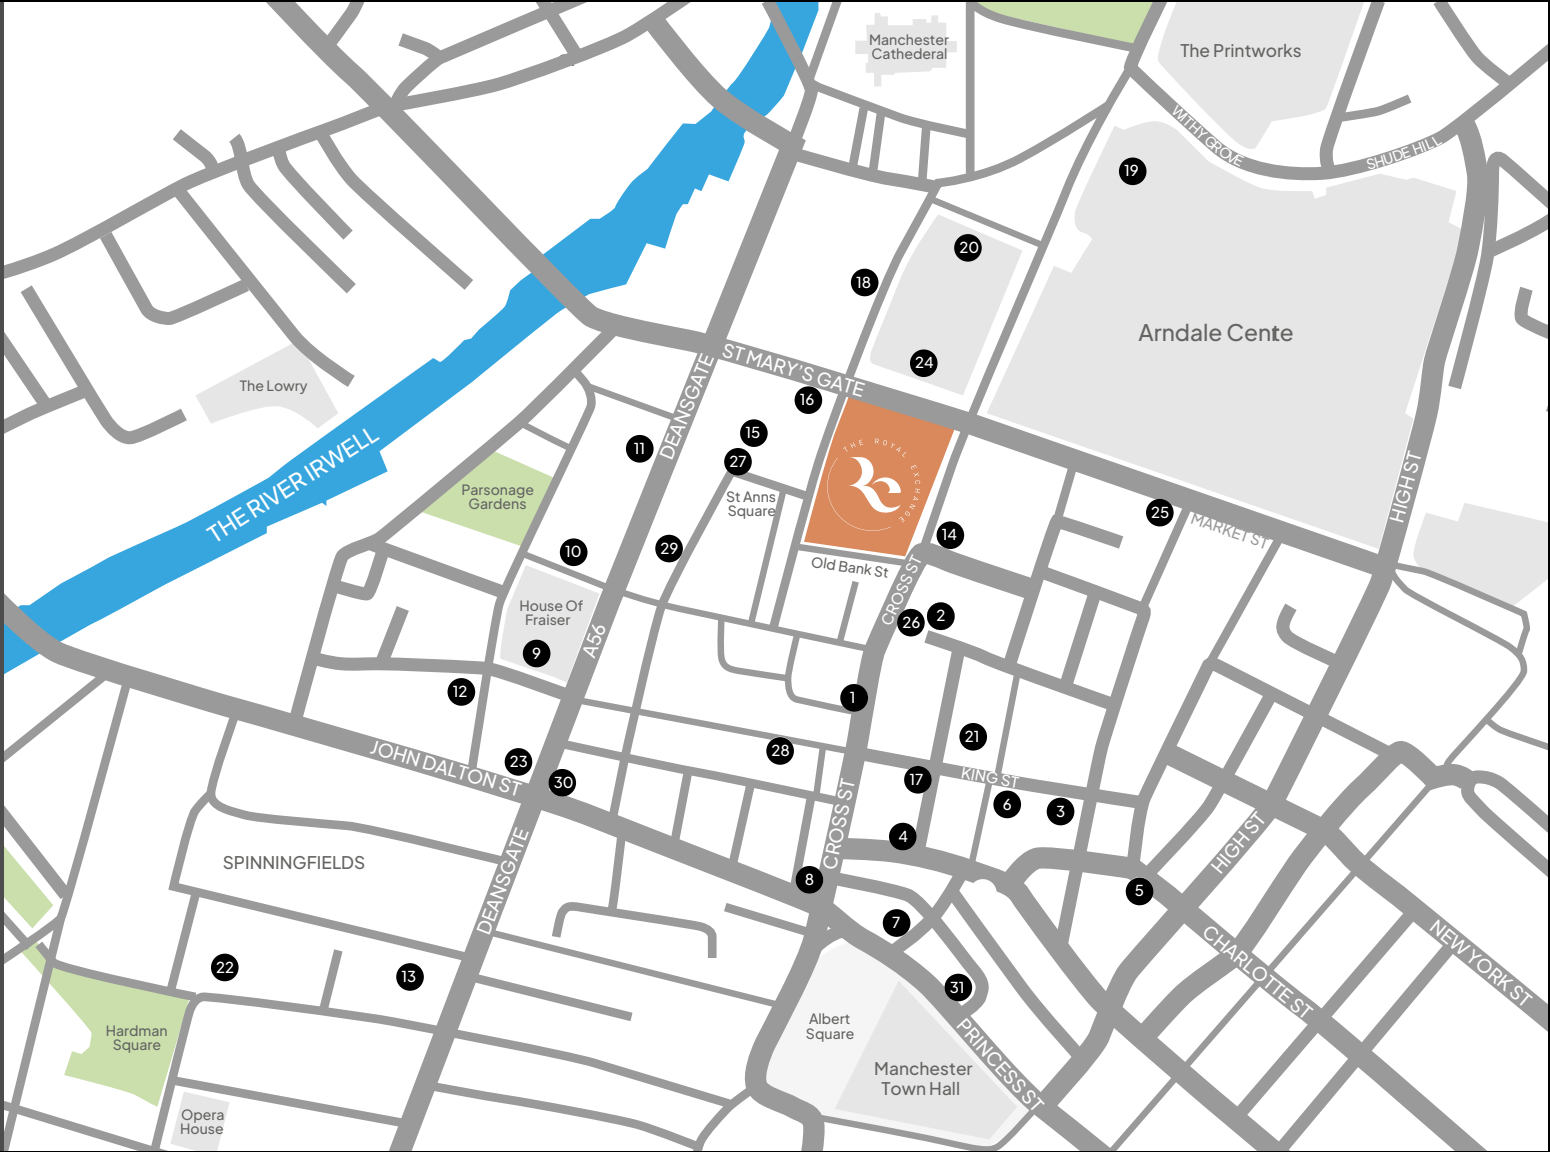 Manchester
Cathederal
The Printworks
WITHY GROVE
SHUDE HILL
19
20
18
Arndale Cente
24
The Lowry
ST MARY'S GATE
DEANSGATE
16
15
11
27
THE ROYAL EXCHANGE
HIGH ST
THE RIVER IRWELL
Parsonage
Gardens
St Anns
Square
25
MARKET ST
14
10
29
Old Bank St
CROSS ST
House Of
Fraiser
26
2
A56
9
12
1
21
28
JOHN DALTON ST
23
30
17
KING ST
6
3
CROSS ST
4
HIGH ST
SPINNINGFIELDS
DEANSGATE
8
5
7
CHARLOTTE ST
NEW YORK ST
22
13
31
Hardman
Square
Albert
Square
PRINCESS ST
Manchester
Town Hall
Opera
House